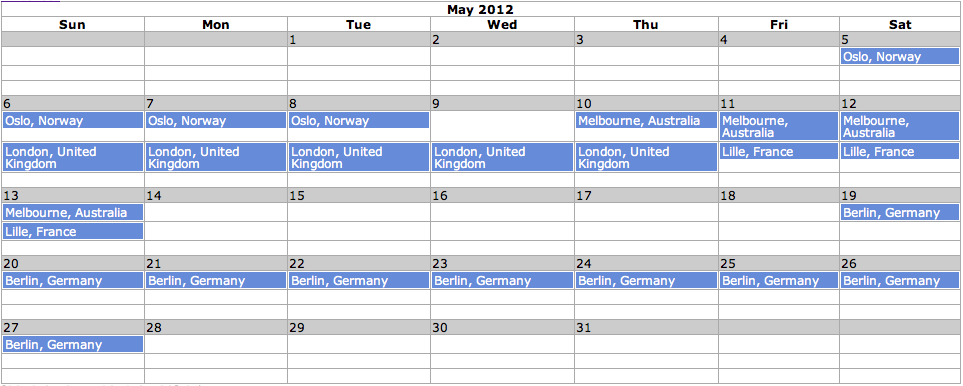 May 2012
Sun Mon Tue Wed Thu Fri Sat
1 2 3 4 5
Oslo, Norway
6 7 8 9 10 11 12
Oslo, Norway Oslo, Norway Oslo, Norway Melbourne, Australia Melbourne, Melbourne,
Australia Australia
London, United London, United London, United London, United London, United Lille, France Lille, France
Kingdom Kingdom Kingdom Kingdom Kingdom
13 14 15 16 17 18 19
Melbourne, Australia Berlin, Germany
Lille, France
20 21 22 23 24 25 26
Berlin, Germany Berlin, Germany Berlin, Germany Berlin, Germany Berlin, Germany Berlin, Germany Berlin, Germany
27 28 29 30 31
Berlin, Germany